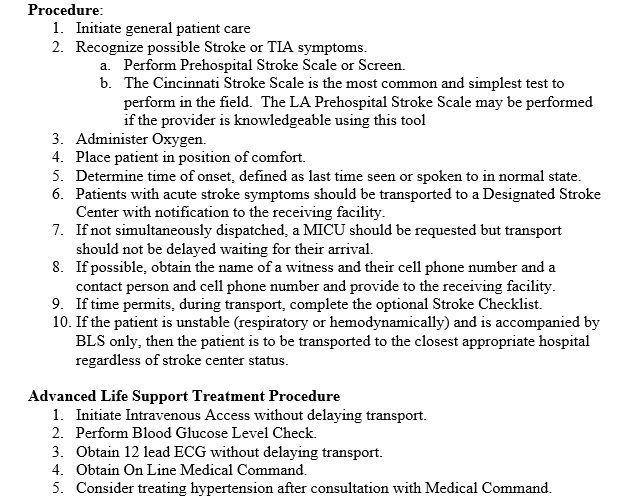 Procedure:
1. Initiate general patient care
2. Recognize possible Stroke or TIA symptoms.
a. Perform Prehospital Stroke Scale or Screen.
b. The Cincinnati Stroke Scale is the most common and simplest test to
perform in the field. The LA Prehospital Stroke Scale may be performed
if the provider is knowledgeable using this tool
3. Administer Oxygen.
4. Place patient in position of comfort.
5. Determine time of onset, defined as last time seen or spoken to in normal state.
6. Patients with acute stroke symptoms should be transported to a Designated Stroke
Center with notification to the receiving facility.
7. If not simultaneously dispatched, a MICU should be requested but transport
should not be delayed waiting for their arrival.
8. If possible, obtain the name of a witness and their cell phone number and a
contact person and cell phone number and provide to the receiving facility.
9. If time permits, during transport, complete the optional Stroke Checklist.
10. If the patient is unstable (respiratory or hemodynamically) and is accompanied by
BLS only, then the patient is to be transported to the closest appropriate hospital
regardless of stroke center status.
Advanced Life Support Treatment Procedure
1. Initiate Intravenous Access without delaying transport.
2. Perform Blood Glucose Level Check.
3. Obtain 12 lead ECG without delaying transport.
4. Obtain On Line Medical Command.
5. Consider treating hypertension after consultation with Medical Command.